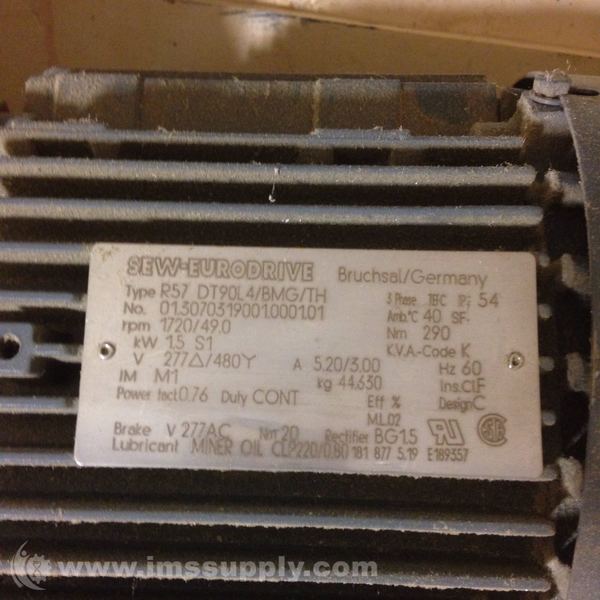 SEW-EURODRIVE Bruchsal/Germany
Type R57 DT90L4/BMG/TH 3 Phase TEFC IP: 54
No. 01.3070319001.0001.01 Amb°C 40 SF-
rpm 1720/49.0 Nm 290
kW 1.5 S1 K.V.A.-Code K
V 277△/480Y A 5.20/3.00 Hz 60
IM M1 kg 44.630 Ins.Cl.F
Power fact 0.76 Duty CONT Eff % Design C
M.L.02
Brake V 277AC Nm 20 Rectifier BG1.5
Lubricant MINER OIL CLP220/0.80 181 877 5.19 E189357
www.imssupply.com